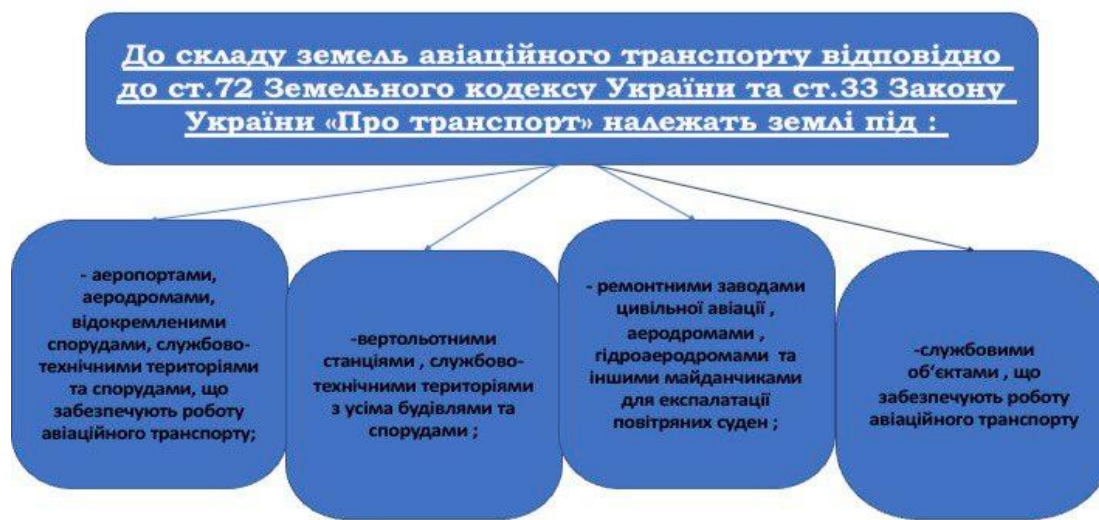 До складу земель авіаційного транспорту відповідно
до ст.72 Земельного кодексу України та ст.33 Закону
України «Про транспорт» належать землі під :
- аеропортами,
аеродромами,
відокремленими
спорудами, службово-
технічними територіями
та спорудами, що
забезпечують роботу
авіаційного транспорту;
-вертольотними
станціями , службово-
технічними територіями
з усіма будівлями та
спорудами ;
- ремонтними заводами
цивільної авіації ,
аеродромами ,
гідроаеродромами та
іншими майданчиками
для експалатації
повітряних суден ;
-службовими
об‘єктами , що
забезпечують роботу
авіаційного транспорту